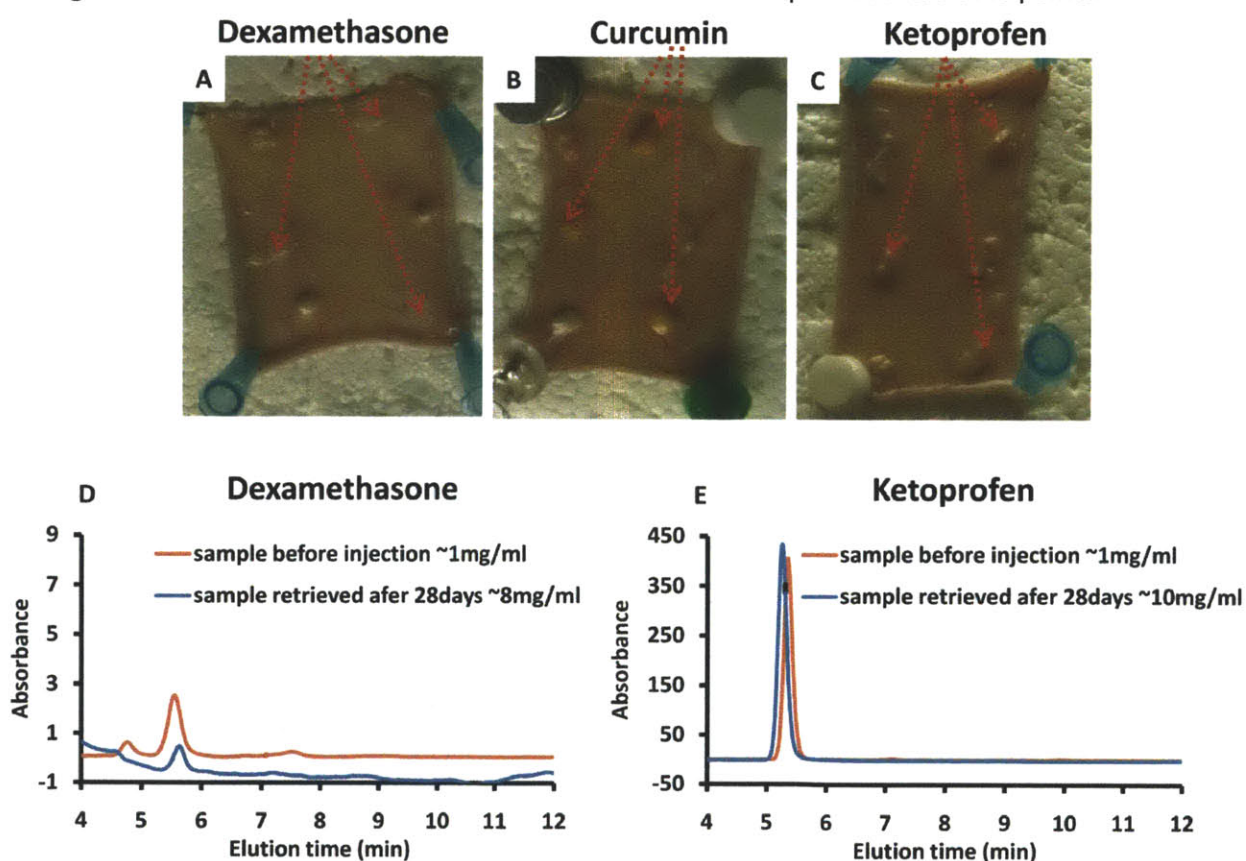 Dexamethasone
Curcumin
Ketoprofen
A
B
C
D
Dexamethasone
E
Ketoprofen
9
7
5
3
1
-1
Absorbance
sample before injection ~1mg/ml
sample retrieved afer 28days ~8mg/ml
4 5 6 7 8 9 10 11 12
Elution time (min)
450
350
250
150
50
-50
Absorbance
sample before injection ~1mg/ml
sample retrieved afer 28days ~10mg/ml
4 5 6 7 8 9 10 11 12
Elution time (min)